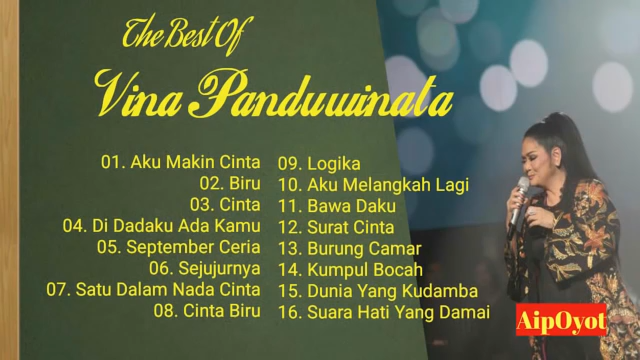 The Best Of
Vina Panduwinata
01. Aku Makin Cinta
02. Biru
03. Cinta
04. Di Dadaku Ada Kamu
05. September Ceria
06. Sejujurnya
07. Satu Dalam Nada Cinta
08. Cinta Biru
09. Logika
10. Aku Melangkah Lagi
11. Bawa Daku
12. Surat Cinta
13. Burung Camar
14. Kumpul Bocah
15. Dunia Yang Kudamba
16. Suara Hati Yang Damai
AipOyot